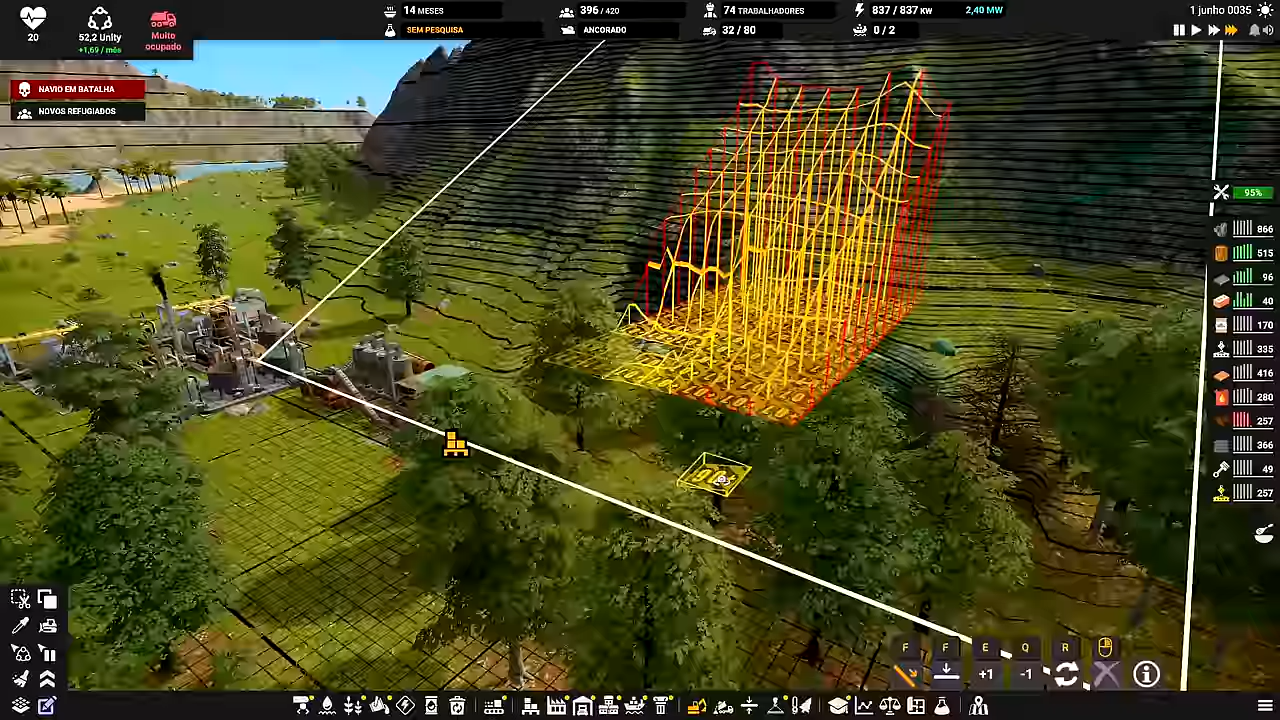 20
52,2 Unity
+1,69 / mês
Muito
ocupado
14 MESES
SEM PESQUISA
396 / 420
ANCORADO
74 TRABALHADORES
32 / 80
837 / 837 KW
2,40 MW
0 / 2
1 junho 0035
NAVIO EM BATALHA
NOVOS REFUGIADOS
95%
866
515
96
40
170
335
416
280
257
366
49
257
F
F
E
Q
R
+1
-1